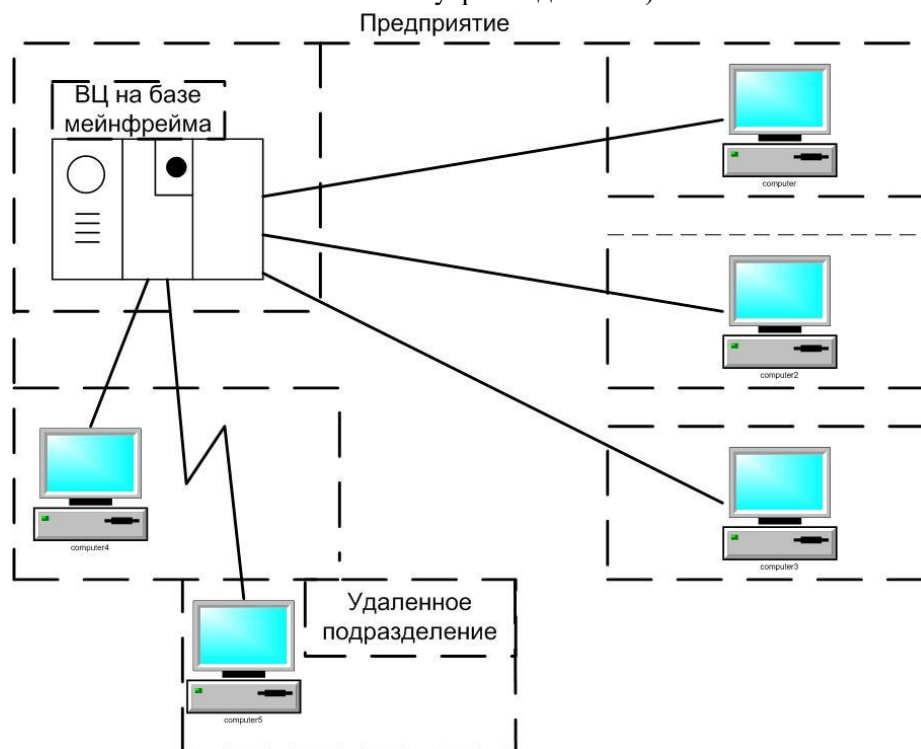 Предприятие
ВЦ на базе
мейнфрейма
computer
computer2
computer3
computer4
Удаленное
подразделение
computer5